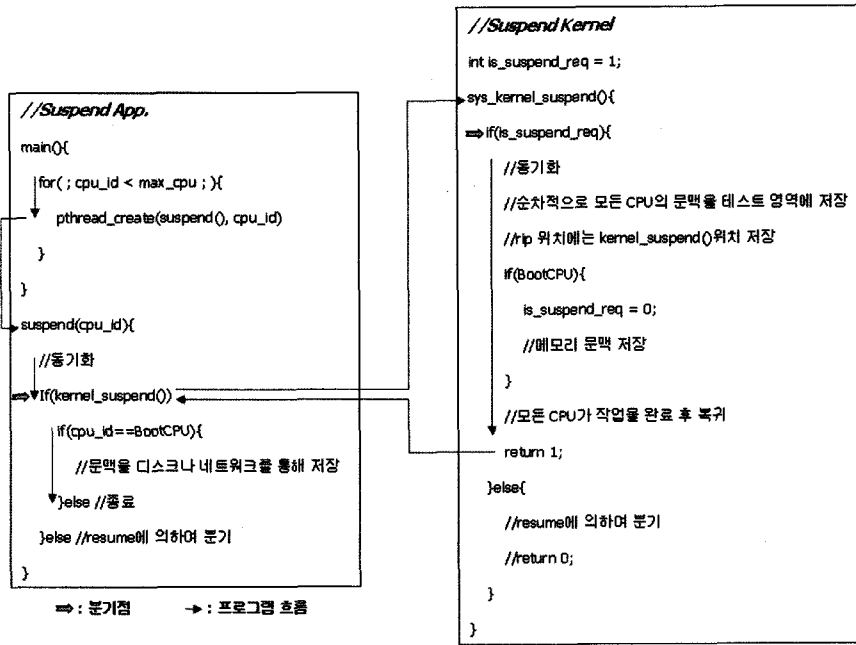 //Suspend App.
main(){
for( ; cpu_id < max_cpu ; ){
pthread_create(suspend(), cpu_id)
}
}
suspend(cpu_id){
//동기화
If(kernel_suspend())
if(cpu_id==BootCPU){
//문맥을 디스크나 네트워크를 통해 저장
}else //종료
}else //resume에 의하여 분기
}
⇒ : 분기점 → : 프로그램 흐름
//Suspend Kernel
int is_suspend_req = 1;
sys_kernel_suspend(){
if(is_suspend_req){
//동기화
//순차적으로 모든 CPU의 문맥을 테스트 영역에 저장
//rip 위치에는 kernel_suspend()위치 저장
if(BootCPU){
is_suspend_req = 0;
//메모리 문맥 저장
}
//모든 CPU가 작업을 완료 후 복귀
return 1;
}else{
//resume에 의하여 분기
//return 0;
}
}